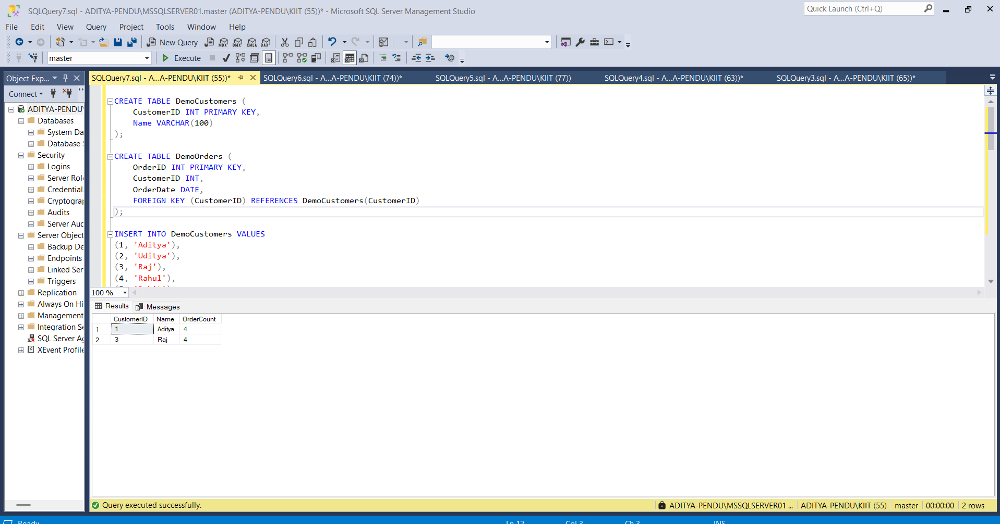 SQLQuery7.sql - ADITYA-PENDU\MSSQLSERVER01.master (ADITYA-PENDU\KIIT (55))* - Microsoft SQL Server Management Studio
Quick Launch (Ctrl+Q)
File Edit View Query Project Tools Window Help
New Query
MDX DMX XMLA DAX
master
Execute
Object Exp...
SQLQuery7.sql - A...A-PENDU\KIIT (55))*
SQLQuery6.sql - A...A-PENDU\KIIT (74))*
SQLQuery5.sql - A...A-PENDU\KIIT (77))
SQLQuery4.sql - A...A-PENDU\KIIT (63))*
SQLQuery3.sql - A...A-PENDU\KIIT (65))*
Connect
ADITYA-PENDU\
Databases
System Da
Database
Security
Logins
Server Rol
Credential
Cryptogra
Audits
Server Auc
Server Object
Backup De
Endpoints
Linked Ser
Triggers
Replication
Always On Hi
Management
Integration Se
SQL Server Ag
XEvent Profile
CREATE TABLE DemoCustomers (
CustomerID INT PRIMARY KEY,
Name VARCHAR(100)
);
CREATE TABLE DemoOrders (
OrderID INT PRIMARY KEY,
CustomerID INT,
OrderDate DATE,
FOREIGN KEY (CustomerID) REFERENCES DemoCustomers(CustomerID)
);
INSERT INTO DemoCustomers VALUES
(1, 'Aditya'),
(2, 'Uditya'),
(3, 'Raj'),
(4, 'Rahul'),
100 %
Results Messages
CustomerID Name OrderCount
1 1 Aditya 4
2 3 Raj 4
Query executed successfully.
ADITYA-PENDU\MSSQLSERVER01 ... ADITYA-PENDU\KIIT (55) master 00:00:00 2 rows
Ready Ln 12 Col 3 Ch 3 INS